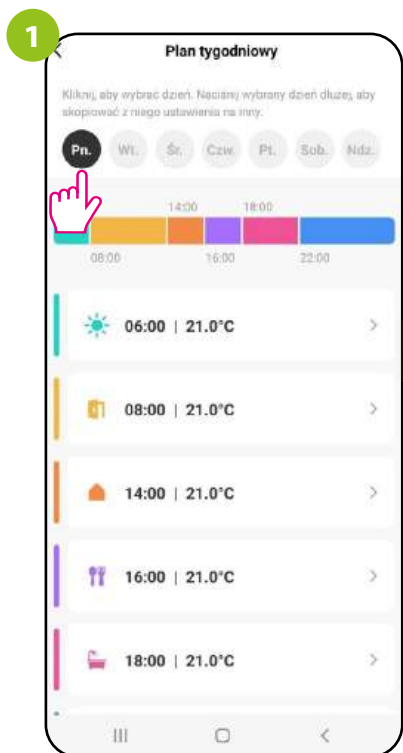 1
Plan tygodniowy
Kliknij, aby wybrać dzień. Naciśnij wybrany dzień dłużej, aby
skopiować z niego ustawienia na inny.
Pn. Wt. Śr. Czw. Pt. Sob. Ndz.
14:00 18:00
08:00 16:00 22:00
06:00 | 21.0°C
08:00 | 21.0°C
14:00 | 21.0°C
16:00 | 21.0°C
18:00 | 21.0°C